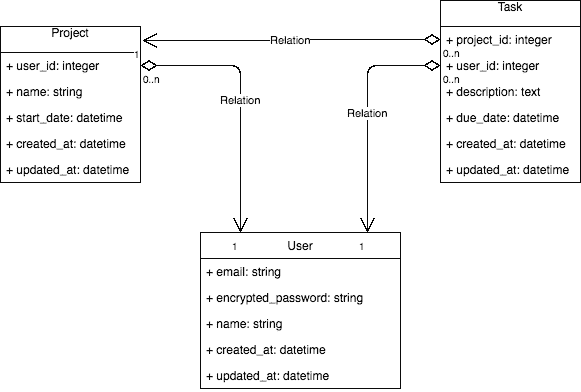 Project
1
+ user_id: integer
0..n
+ name: string
+ start_date: datetime
+ created_at: datetime
+ updated_at: datetime
Relation
Relation
Relation
Task
+ project_id: integer
0..n
+ user_id: integer
0..n
+ description: text
+ due_date: datetime
+ created_at: datetime
+ updated_at: datetime
1 User 1
+ email: string
+ encrypted_password: string
+ name: string
+ created_at: datetime
+ updated_at: datetime